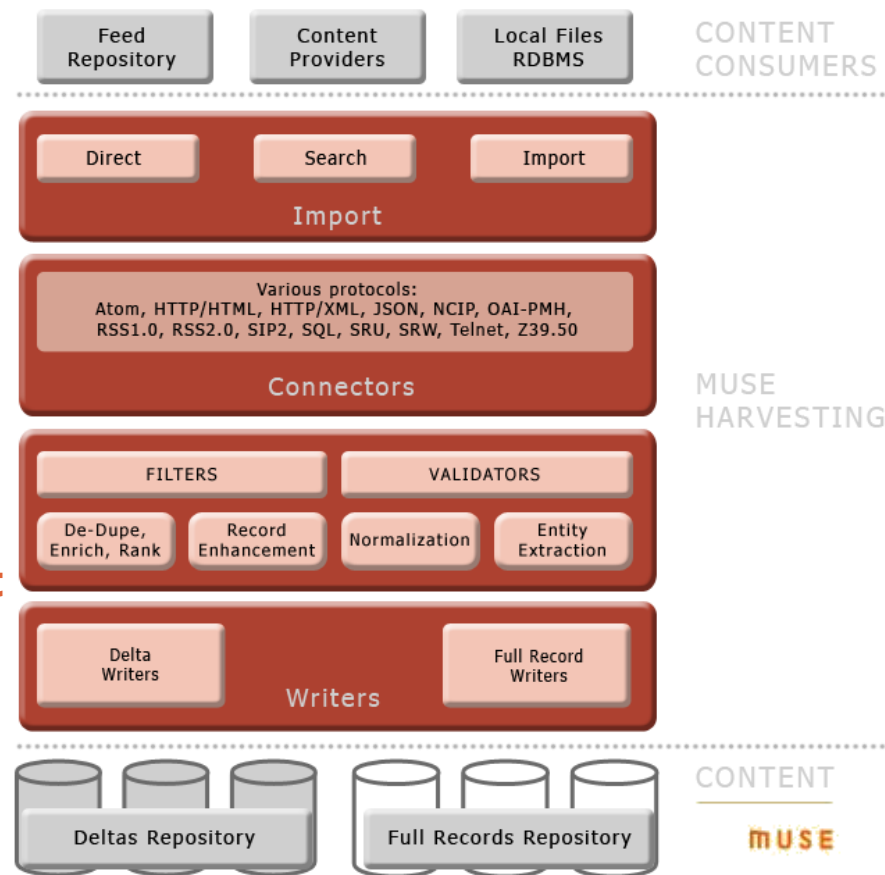 Feed
Repository
Content
Providers
Local Files
RDBMS
CONTENT
CONSUMERS
Direct
Search
Import
Import
Various protocols:
Atom, HTTP/HTML, HTTP/XML, JSON, NCIP, OAI-PMH,
RSS1.0, RSS2.0, SIP2, SQL, SRU, SRW, Telnet, Z39.50
Connectors
MUSE
HARVESTING
FILTERS
VALIDATORS
De-Dupe,
Enrich, Rank
Record
Enhancement
Normalization
Entity
Extraction
Delta
Writers
Full Record
Writers
Writers
Deltas Repository
Full Records Repository
CONTENT
MUSE